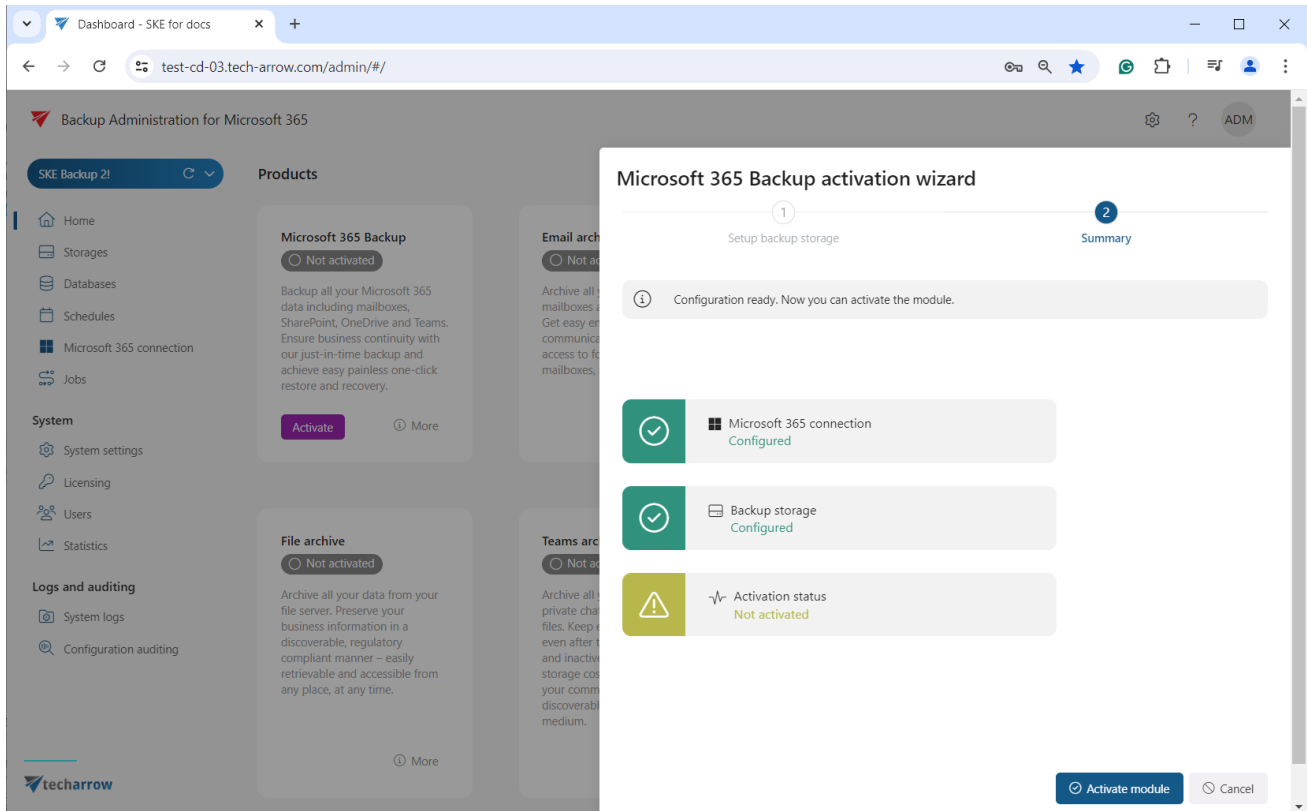 Dashboard - SKE for docs
test-cd-03.tech-arrow.com/admin/#/
Backup Administration for Microsoft 365
ADM
SKE Backup 2!
Home
Storages
Databases
Schedules
Microsoft 365 connection
Jobs
System
System settings
Licensing
Users
Statistics
Logs and auditing
System logs
Configuration auditing
techarrow
Products
Microsoft 365 Backup
Not activated
Backup all your Microsoft 365
data including mailboxes,
SharePoint, OneDrive and Teams.
Ensure business continuity with
our just-in-time backup and
achieve easy painless one-click
restore and recovery.
Activate
More
Email arch
Not ac
Archive all
mailboxes
Get easy
communica
access to fo
mailboxes,
File archive
Not activated
Archive all your data from your
file server. Preserve your
business information in a
discoverable, regulatory
compliant manner – easily
retrievable and accessible from
any place, at any time.
More
Teams arc
Not ac
Archive all
private chat
files. Keep
even after
and inactive
storage cos
your comm
discoverabl
medium.
Microsoft 365 Backup activation wizard
1
Setup backup storage
2
Summary
Configuration ready. Now you can activate the module.
Microsoft 365 connection
Configured
Backup storage
Configured
Activation status
Not activated
Activate module
Cancel